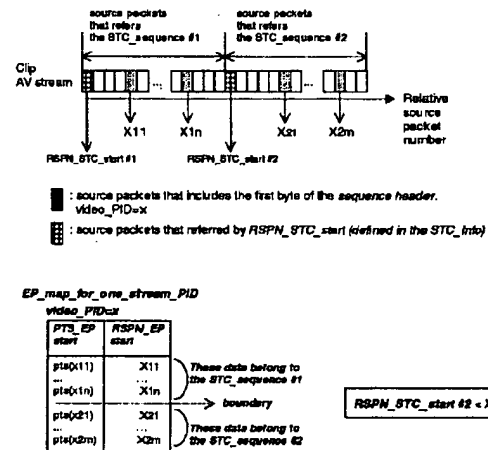 source packets
that refers
the STC_sequence #1
source packets
that refers
the STC_sequence #2
Clip
AV stream
...
...
Relative
source
packet
number
X11
X1n
X21
X2m
RSPN_STC_start #1
RSPN_STC_start #2
: source packets that includes the first byte of the sequence header.
video_PID=x
: source packets that referred by RSPN_STC_start (defined in the STC_Info)
EP_map_for_one_stream_PID
video_PID=x
PTS_EP start
RSPN_EP start
pts(x11) X11
... ...
pts(x1n) X1n
These data belong to
the STC_sequence #1
boundary
pts(x21) X21
... ...
pts(x2m) X2m
These data belong to
the STC_sequence #2
RSPN_STC_start #2 < X